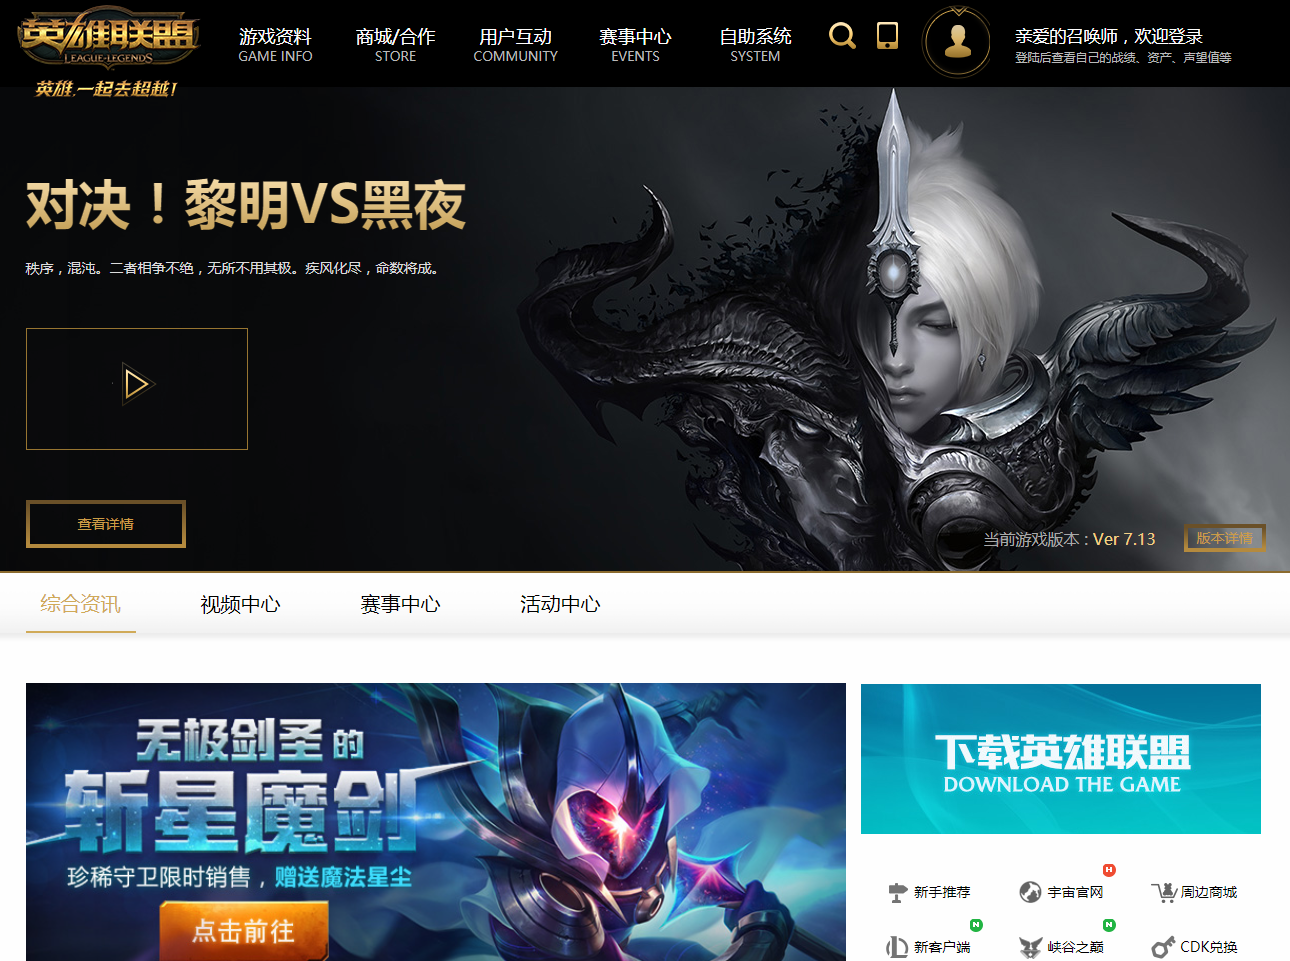 英雄联盟
LEAGUE of LEGENDS
英雄,一起去超越!
游戏资料
GAME INFO
商城/合作
STORE
用户互动
COMMUNITY
赛事中心
EVENTS
自助系统
SYSTEM
亲爱的召唤师，欢迎登录
登陆后查看自己的战绩、资产、声望值等
对决！黎明VS黑夜
秩序，混沌。二者相争不绝，无所不用其极。疾风化尽，命数将成。
查看详情
当前游戏版本 : Ver 7.13
版本详情
综合资讯
视频中心
赛事中心
活动中心
无极剑圣的
斩星魔剑
珍稀守卫限时销售，赠送魔法星尘
点击前往
下载英雄联盟
DOWNLOAD THE GAME
新手推荐
H
宇宙官网
周边商城
N
新客户端
N
峡谷之巅
CDK兑换